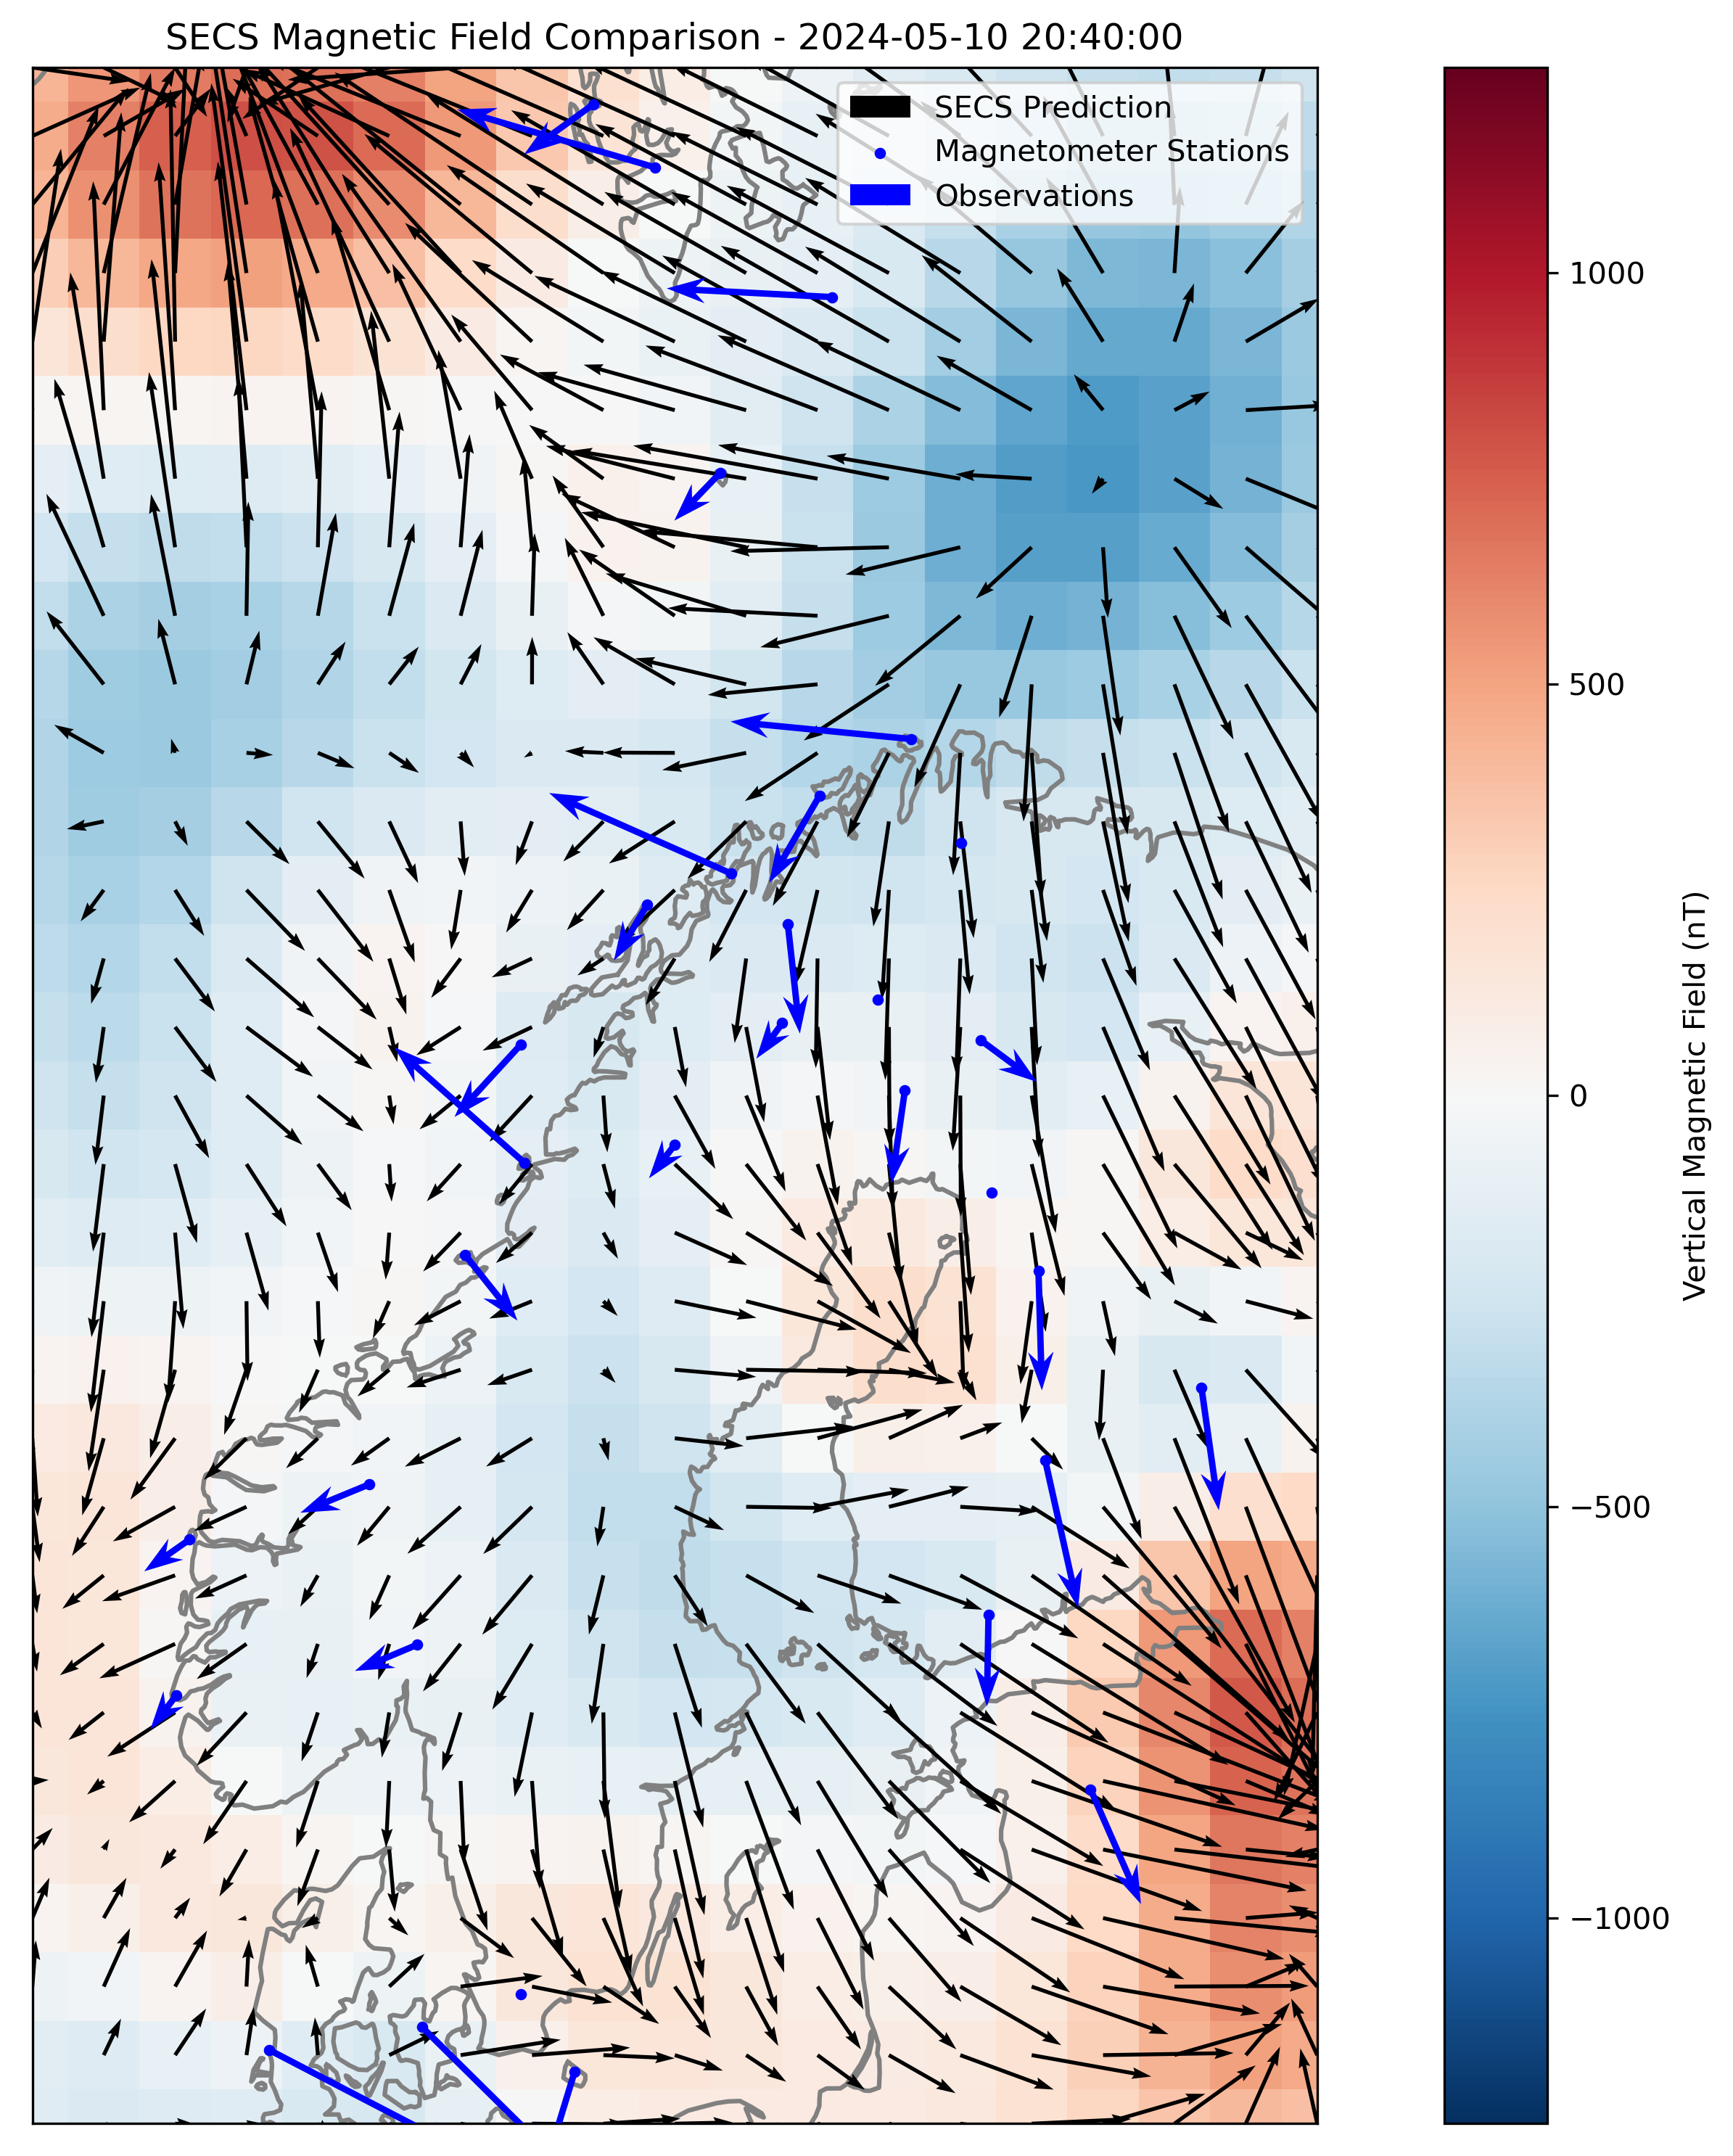 SECS Magnetic Field Comparison - 2024-05-10 20:40:00
SECS Prediction
Magnetometer Stations
Observations
1000
500
0
−500
−1000
Vertical Magnetic Field (nT)